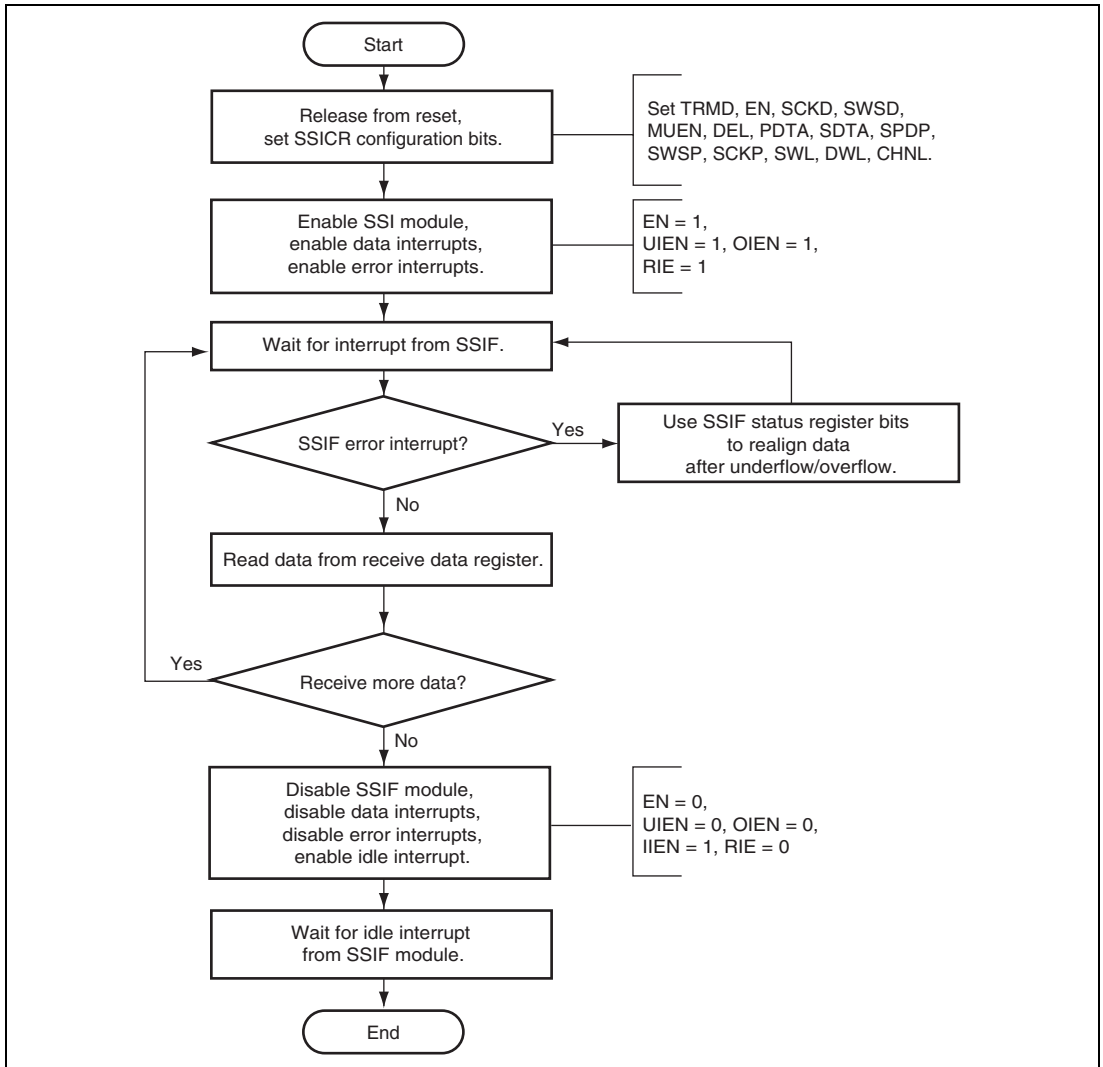 Start
Release from reset,
set SSICR configuration bits.
Set TRMD, EN, SCKD, SWSD,
MUEN, DEL, PDTA, SDTA, SPDP,
SWSP, SCKP, SWL, DWL, CHNL.
Enable SSI module,
enable data interrupts,
enable error interrupts.
EN = 1,
UIEN = 1, OIEN = 1,
RIE = 1
Wait for interrupt from SSIF.
SSIF error interrupt?
Yes
Use SSIF status register bits
to realign data
after underflow/overflow.
No
Read data from receive data register.
Yes
Receive more data?
No
Disable SSIF module,
disable data interrupts,
disable error interrupts,
enable idle interrupt.
EN = 0,
UIEN = 0, OIEN = 0,
IIEN = 1, RIE = 0
Wait for idle interrupt
from SSIF module.
End